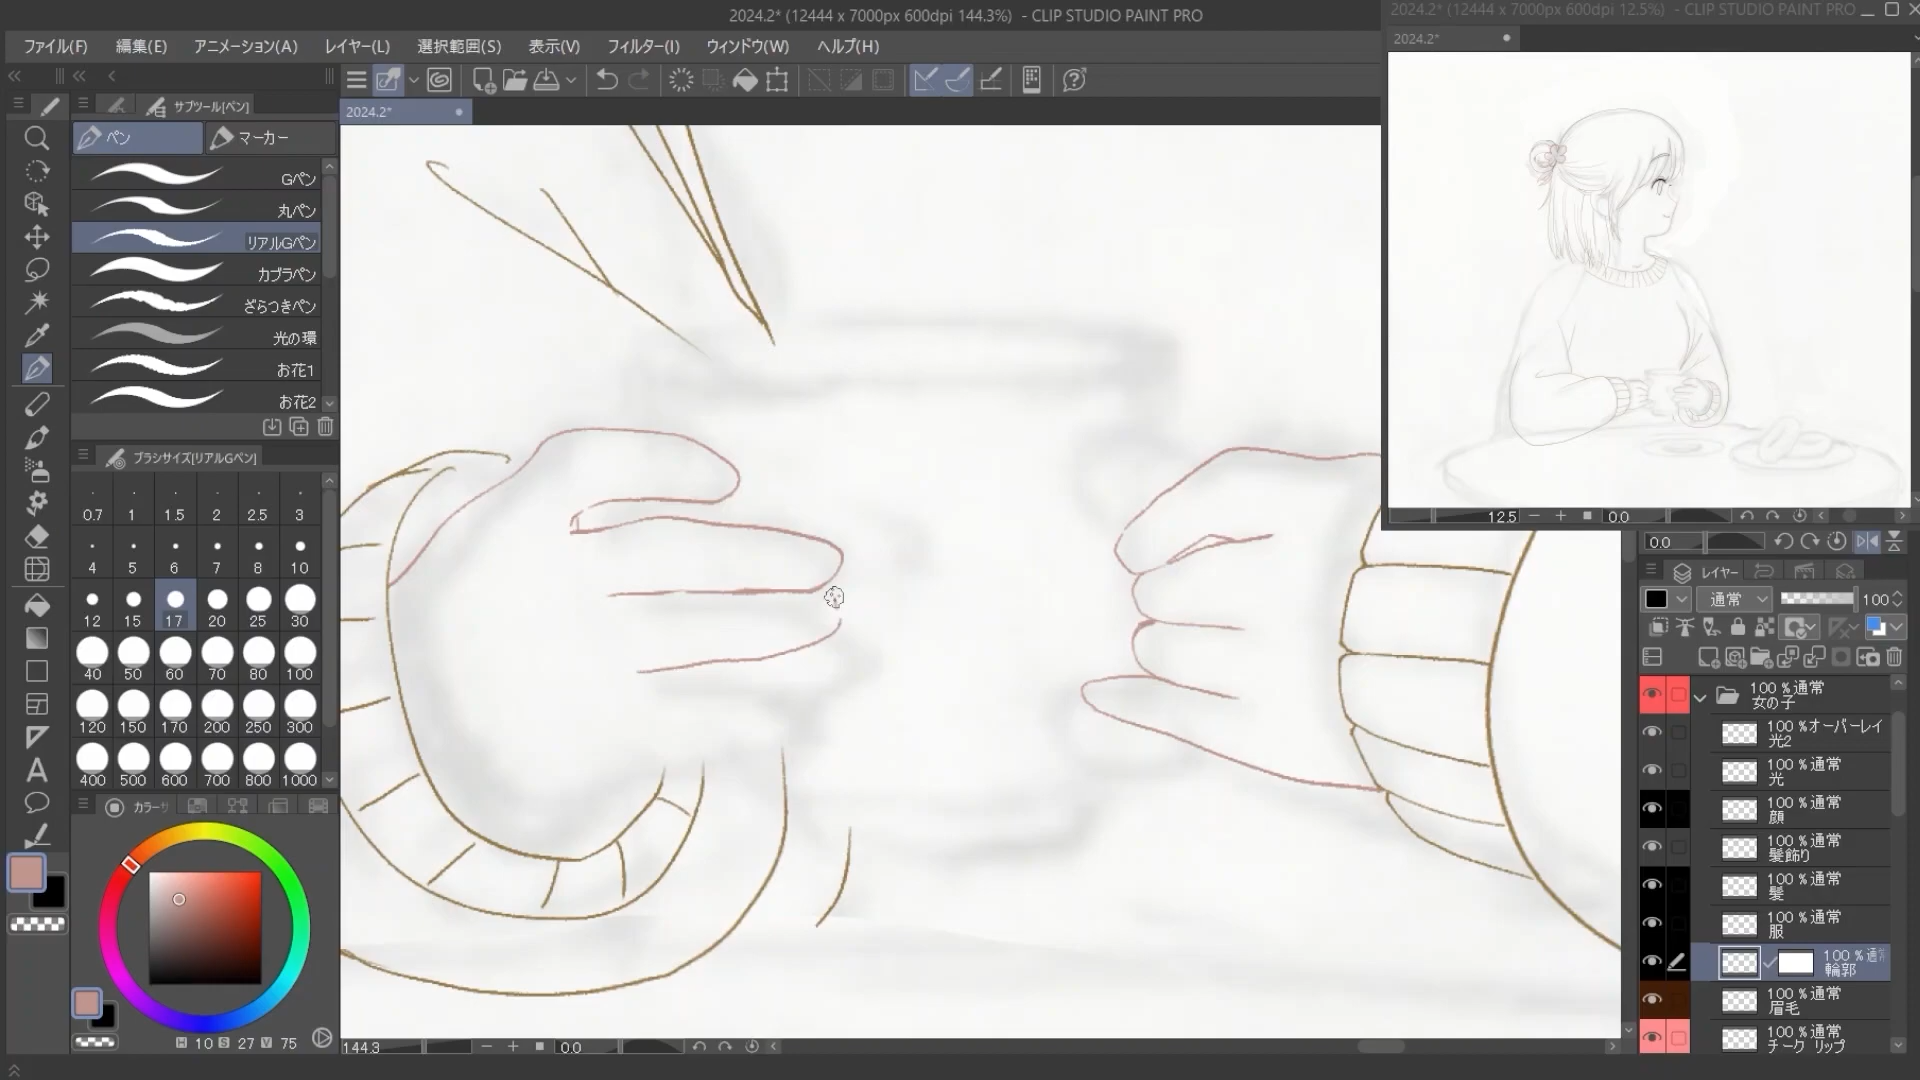 2024.2* (12444 x 7000px 600dpi 144.3%) - CLIP STUDIO PAINT PRO
2024.2* (12444 x 7000px 600dpi 12.5%) - CLIP STUDIO PAINT PRO
ファイル(F) 編集(E) アニメーション(A) レイヤー(L) 選択範囲(S) 表示(V) フィルター(I) ウィンドウ(W) ヘルプ(H)
2024.2*
サブツール[ペン]
2024.2*
ペン マーカー
Gペン
丸ペン
リアルGペン
カブラペン
ざらつきペン
光の環
お花1
お花2
ブラシサイズ[リアルGペン]
0.7 1 1.5 2 2.5 3
4 5 6 7 8 10
12 15 17 20 25 30
40 50 60 70 80 100
120 150 170 200 250 300
400 500 600 700 800 1000
カラーサ
H 10 S 27 V 75
144.3 0.0
12.5 0.0
0.0
レイヤー
通常 100
100 %通常
女の子
100 %オーバーレイ
光2
100 %通常
光
100 %通常
顔
100 %通常
髪飾り
100 %通常
髪
100 %通常
服
100 %通常
輪郭
100 %通常
眉毛
100 %通常
チーク リップ